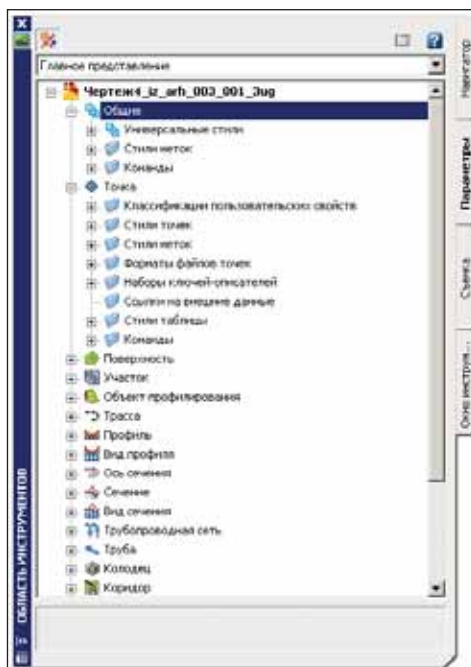 Главное представление
Чертеж4_iz_arh_003_001_3ug
Общие
Универсальные стили
Стили меток
Команды
Точка
Классификации пользовательских свойств
Стили точек
Стили меток
Форматы файлов точек
Наборы ключей-описателей
Ссылки на внешние данные
Стили таблицы
Команды
Поверхность
Участок
Объект профилирования
Трасса
Профиль
Вид профиля
Ось сечения
Сечение
Вид сечения
Трубопроводная сеть
Труба
Колодец
Коридор
ОБЛАСТЬ ИНСТРУМЕНТОВ
Навигатор
Параметры
Съемка
Окно инструм...